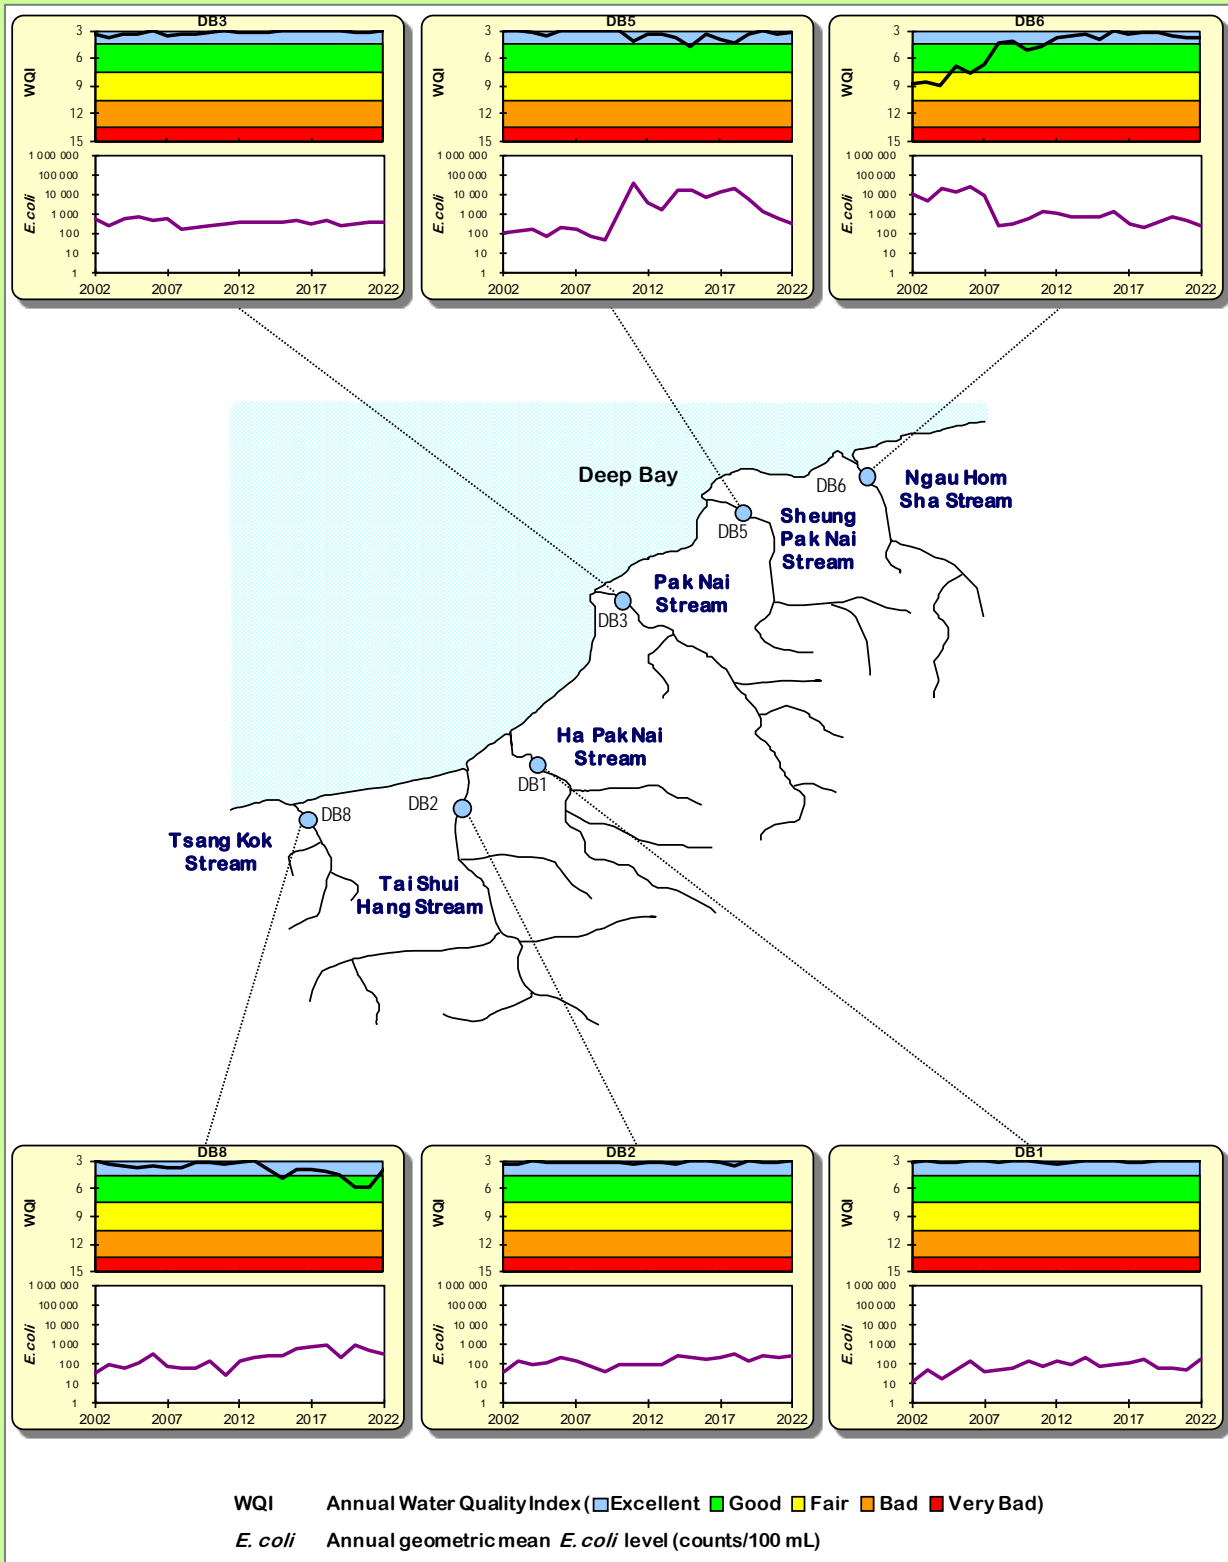 DB3
3
6
9
12
15
WQI
1 000 000
100 000
10 000
1 000
100
10
1
E.coli
2002 2007 2012 2017 2022
DB5
3
6
9
12
15
WQI
1 000 000
100 000
10 000
1 000
100
10
1
E.coli
2002 2007 2012 2017 2022
DB6
3
6
9
12
15
WQI
1 000 000
100 000
10 000
1 000
100
10
1
E.coli
2002 2007 2012 2017 2022
Deep Bay
DB6
Ngau Hom
Sha Stream
DB5
Sheung
Pak Nai
Stream
Pak Nai
Stream
DB3
Ha Pak Nai
Stream
DB1
DB2
DB8
Tsang Kok
Stream
Tai Shui
Hang Stream
DB8
3
6
9
12
15
WQI
1 000 000
100 000
10 000
1 000
100
10
1
E.coli
2002 2007 2012 2017 2022
DB2
3
6
9
12
15
WQI
1 000 000
100 000
10 000
1 000
100
10
1
E.coli
2002 2007 2012 2017 2022
DB1
3
6
9
12
15
WQI
1 000 000
100 000
10 000
1 000
100
10
1
E.coli
2002 2007 2012 2017 2022
WQI Annual Water Quality Index ( Excellent Good Fair Bad Very Bad)
E. coli Annual geometric mean E. coli level (counts/100 mL)